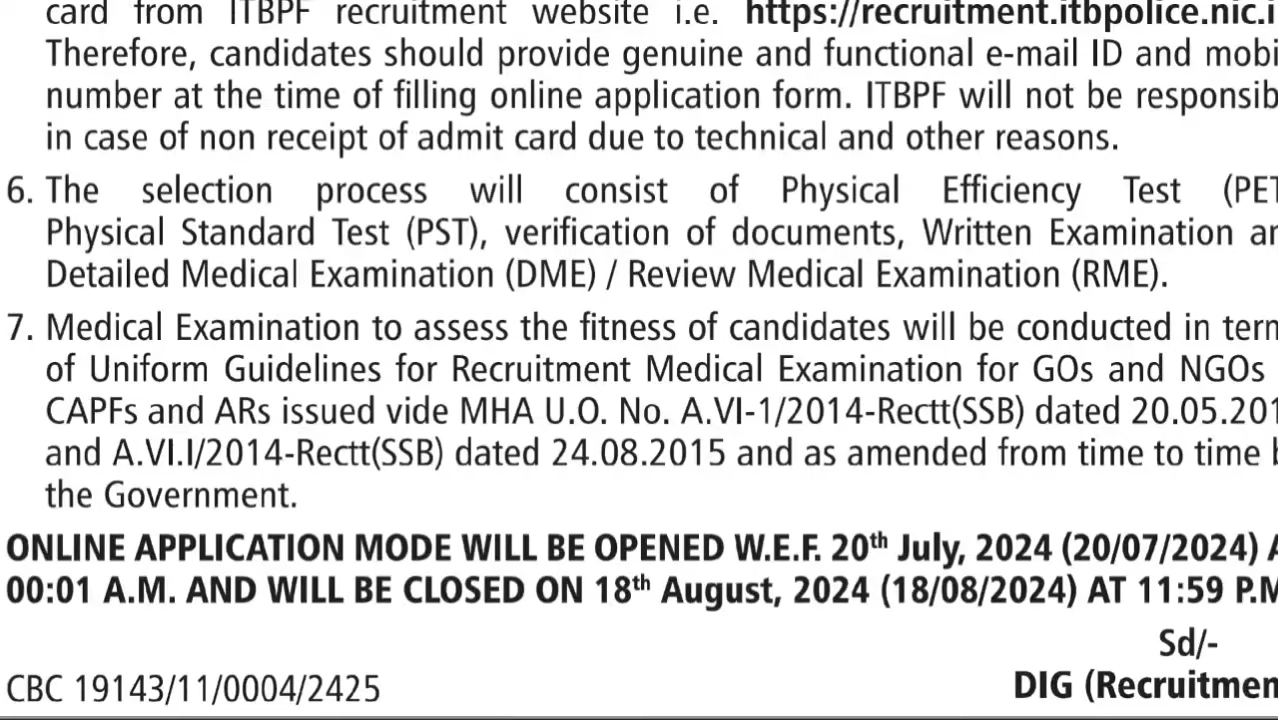 card from ITBPF recruitment website i.e. https://recruitment.itbpolice.nic.i
Therefore, candidates should provide genuine and functional e-mail ID and mobi
number at the time of filling online application form. ITBPF will not be responsib
in case of non receipt of admit card due to technical and other reasons.
6. The selection process will consist of Physical Efficiency Test (PET
Physical Standard Test (PST), verification of documents, Written Examination an
Detailed Medical Examination (DME) / Review Medical Examination (RME).
7. Medical Examination to assess the fitness of candidates will be conducted in term
of Uniform Guidelines for Recruitment Medical Examination for GOs and NGOs
CAPFs and ARs issued vide MHA U.O. No. A.VI-1/2014-Rectt(SSB) dated 20.05.201
and A.VI.I/2014-Rectt(SSB) dated 24.08.2015 and as amended from time to time b
the Government.
ONLINE APPLICATION MODE WILL BE OPENED W.E.F. 20th July, 2024 (20/07/2024) A
00:01 A.M. AND WILL BE CLOSED ON 18th August, 2024 (18/08/2024) AT 11:59 P.M
Sd/-
DIG (Recruitmen
CBC 19143/11/0004/2425